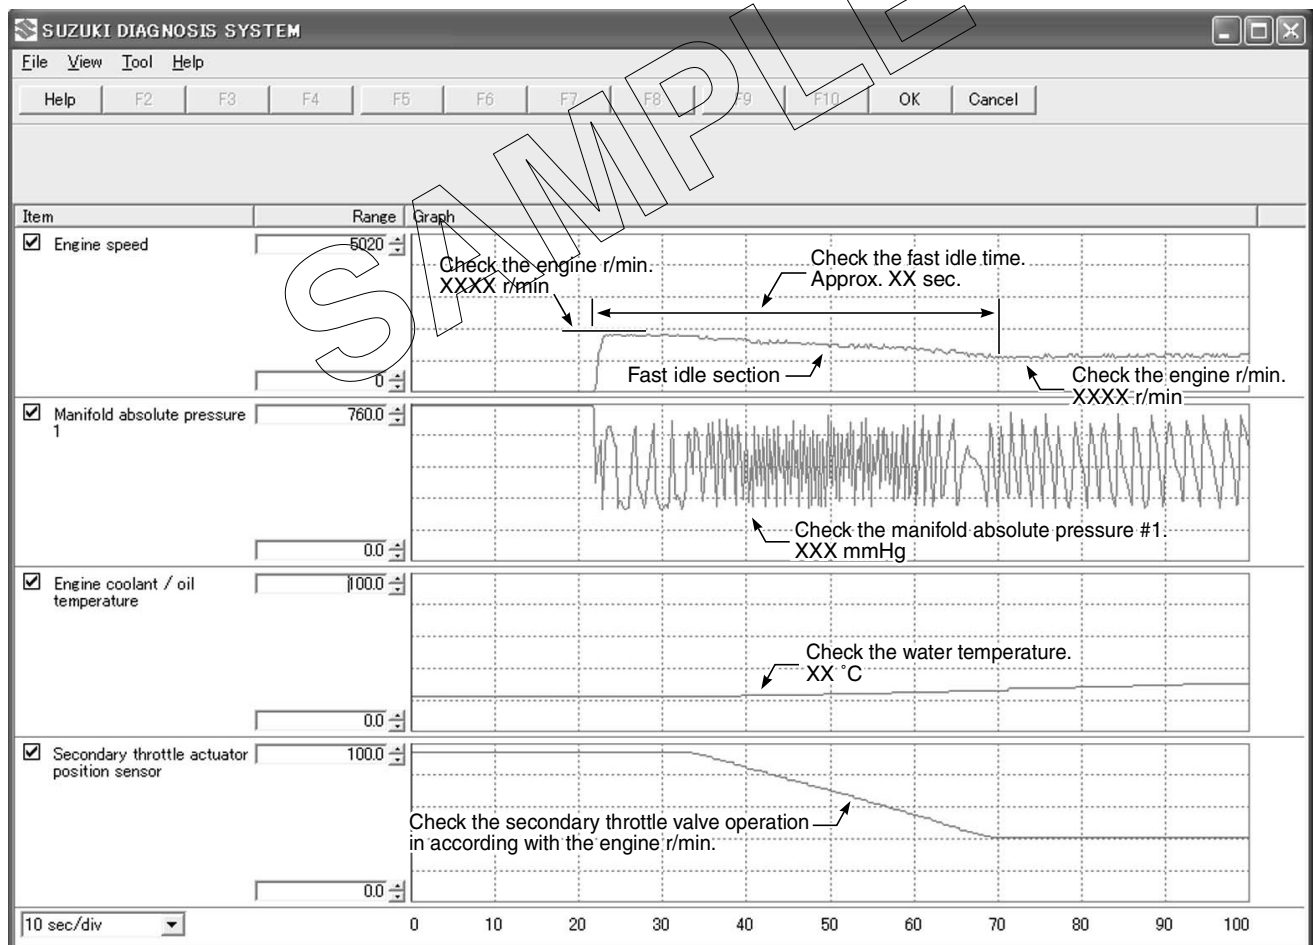 SUZUKI DIAGNOSIS SYSTEM
File View Tool Help
Help F2 F3 F4 F5 F6 F7 F8 F9 F10 OK Cancel
SAMPLE
Item Range Graph
Engine speed 5020
0
Check the engine r/min.
XXXX r/min
Check the fast idle time.
Approx. XX sec.
Fast idle section
Check the engine r/min.
XXXX r/min
Manifold absolute pressure
1
760.0
0.0
Check the manifold absolute pressure #1.
XXX mmHg
Engine coolant / oil
temperature
100.0
0.0
Check the water temperature.
XX °C
Secondary throttle actuator
position sensor
100.0
0.0
Check the secondary throttle valve operation
in according with the engine r/min.
10 sec/div
0 10 20 30 40 50 60 70 80 90 100